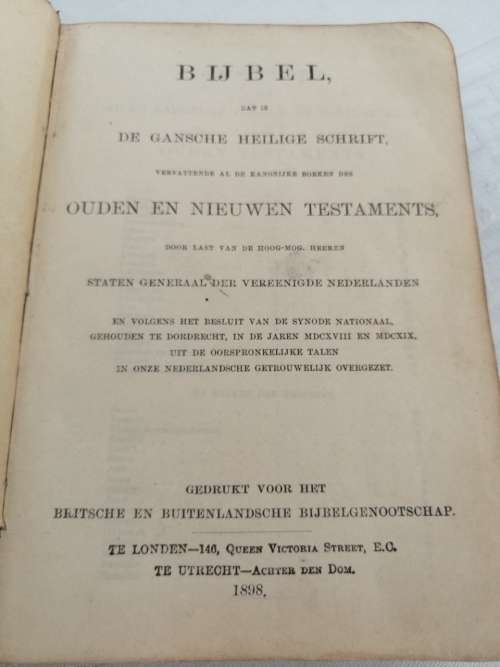 BIJBEL,
DAT IS
DE GANSCHE HEILIGE SCHRIFT,
VERVATTENDE AL DE KANONIJKE BOEKEN DES
OUDEN EN NIEUWEN TESTAMENTS,
DOOR LAST VAN DE HOOG-MOG. HEEREN
STATEN GENERAAL DER VEREENIGDE NEDERLANDEN
EN VOLGENS HET BESLUIT VAN DE SYNODE NATIONAAL,
GEHOUDEN TE DORDRECHT, IN DE JAREN MDCXVIII EN MDCXIX,
UIT DE OORSPRONKELIJKE TALEN
IN ONZE NEDERLANDSCHE GETROUWELIJK OVERGEZET.
GEDRUKT VOOR HET
BRITSCHE EN BUITENLANDSCHE BIJBELGENOOTSCHAP.
TE LONDEN—146, QUEEN VICTORIA STREET, E.C.
TE UTRECHT—ACHTER DEN DOM.
1898.